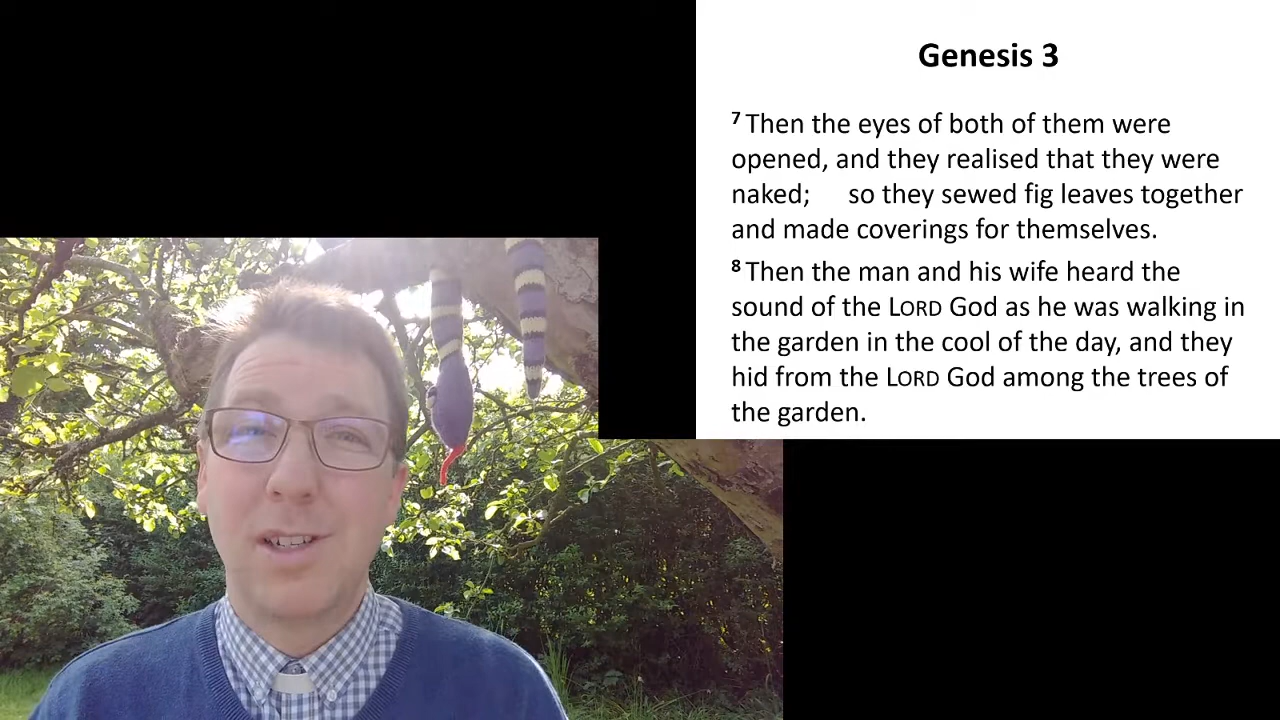 Genesis 3
7 Then the eyes of both of them were
opened, and they realised that they were
naked; so they sewed fig leaves together
and made coverings for themselves.
8 Then the man and his wife heard the
sound of the LORD God as he was walking in
the garden in the cool of the day, and they
hid from the LORD God among the trees of
the garden.